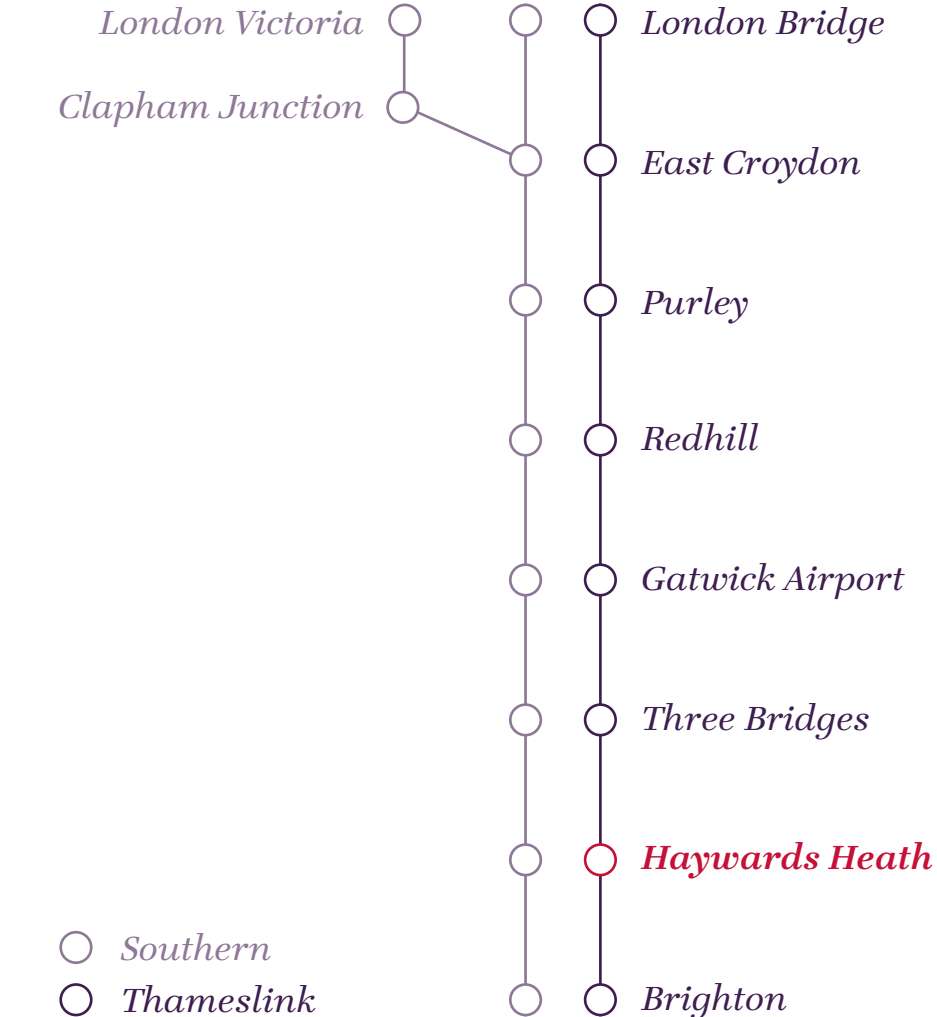 London Victoria
London Bridge
Clapham Junction
East Croydon
Purley
Redhill
Gatwick Airport
Three Bridges
Haywards Heath
Southern
Thameslink
Brighton